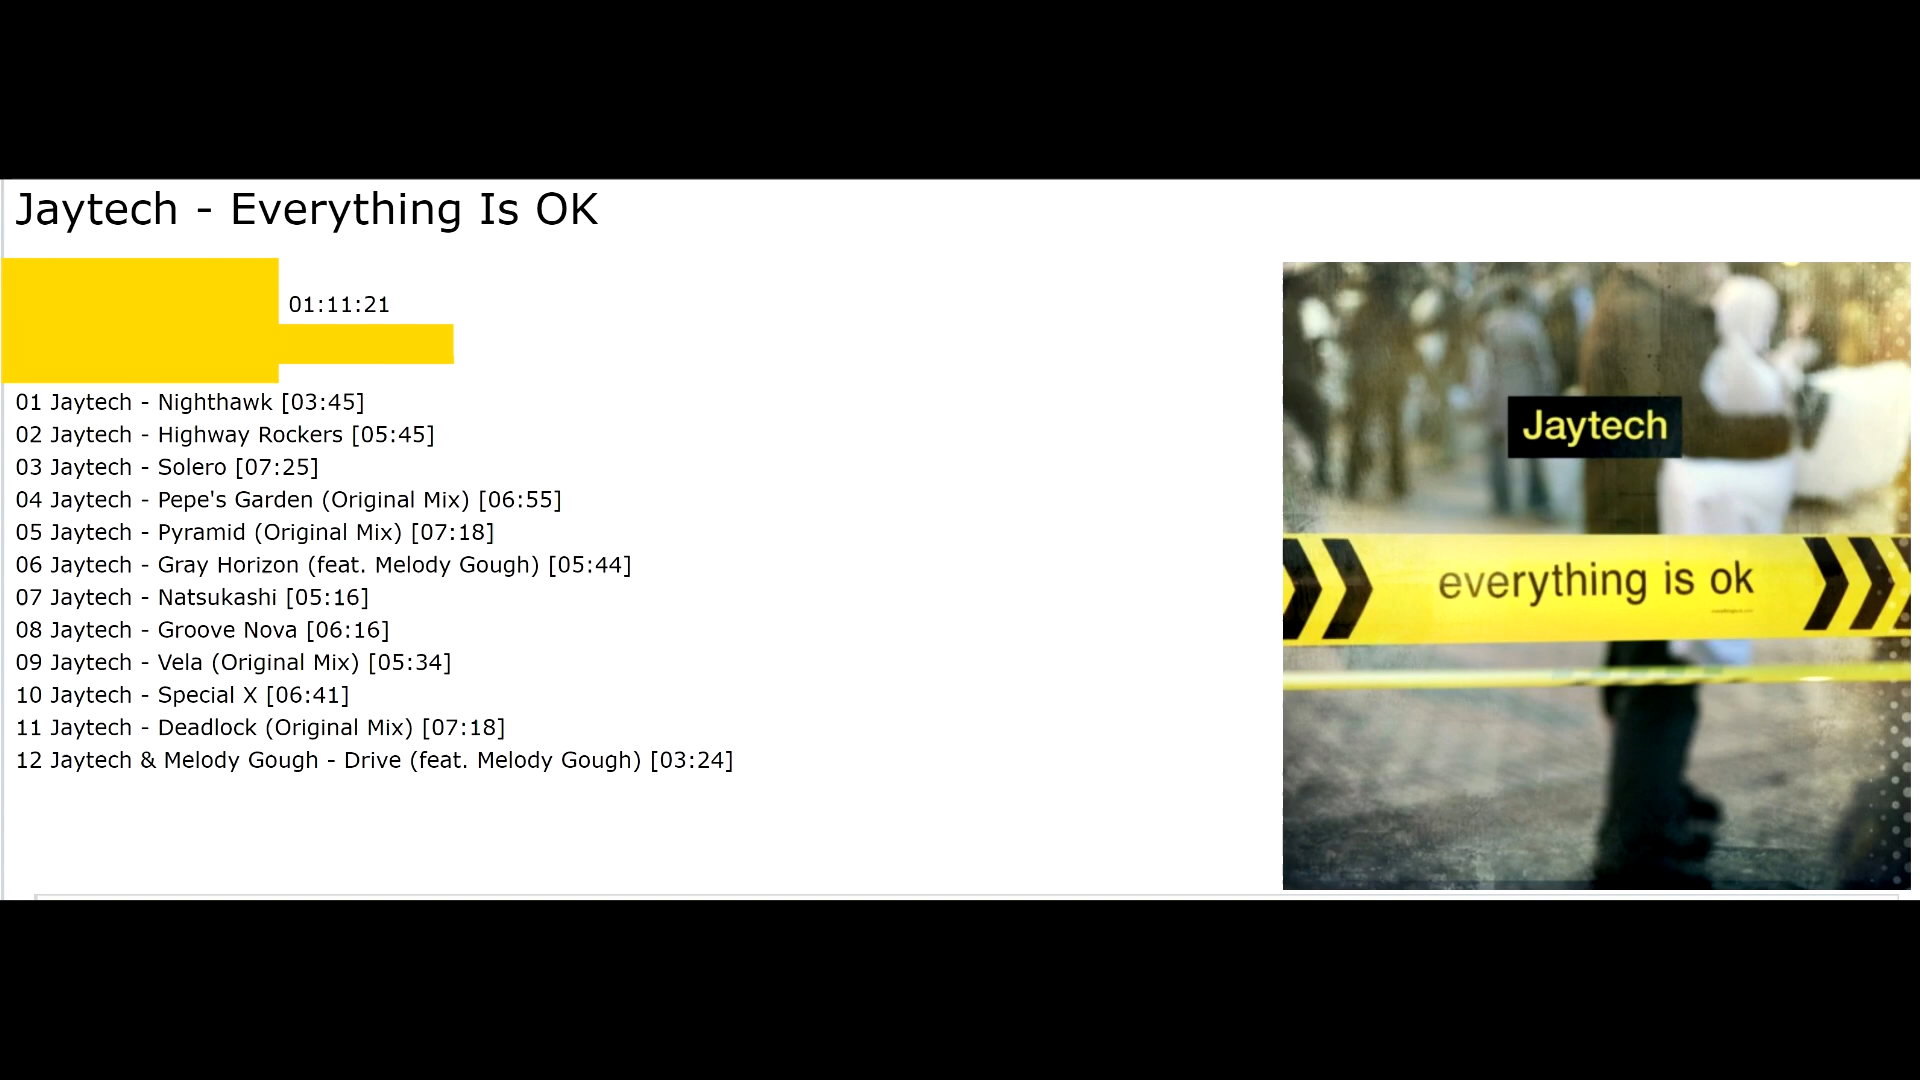 Jaytech - Everything Is OK
01:11:21
01 Jaytech - Nighthawk [03:45]
02 Jaytech - Highway Rockers [05:45]
03 Jaytech - Solero [07:25]
04 Jaytech - Pepe's Garden (Original Mix) [06:55]
05 Jaytech - Pyramid (Original Mix) [07:18]
06 Jaytech - Gray Horizon (feat. Melody Gough) [05:44]
07 Jaytech - Natsukashi [05:16]
08 Jaytech - Groove Nova [06:16]
09 Jaytech - Vela (Original Mix) [05:34]
10 Jaytech - Special X [06:41]
11 Jaytech - Deadlock (Original Mix) [07:18]
12 Jaytech & Melody Gough - Drive (feat. Melody Gough) [03:24]
Jaytech
everything is ok